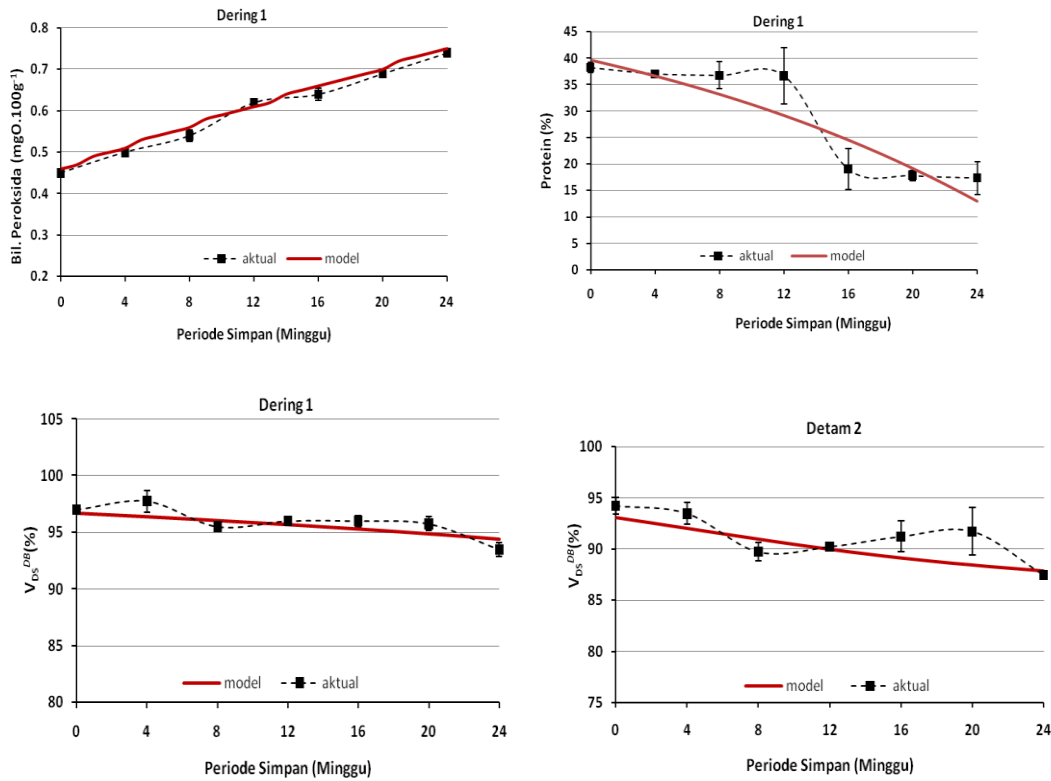 Dering 1
Bil. Peroksida (mgO.100g⁻¹)
0.8
0.7
0.6
0.5
0.4
0.3
0.2
aktual model
0 4 8 12 16 20 24
Periode Simpan (Minggu)
Dering 1
Protein (%)
45
40
35
30
25
20
15
10
5
0
aktual model
0 4 8 12 16 20 24
Periode Simpan (Minggu)
Dering 1
V_DS^DB(%)
105
100
95
90
85
80
model aktual
0 4 8 12 16 20 24
Periode Simpan (Minggu)
Detam 2
V_DS^DB(%)
100
95
90
85
80
75
model aktual
0 4 8 12 16 20 24
Periode Simpan (Minggu)